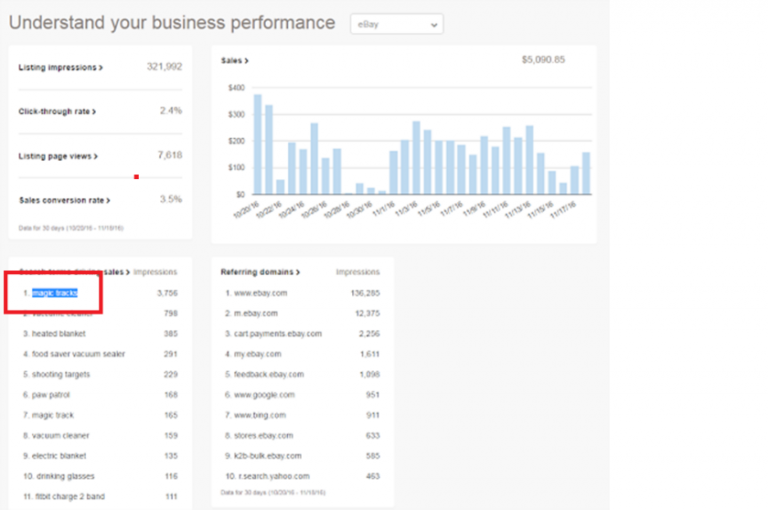 Understand your business performance
eBay
Listing impressions > 321,992
Click-through rate > 2.4%
Listing page views > 7,618
Sales conversion rate > 3.5%
Data for 30 days (10/20/16 - 11/18/16)
Sales > $5,090.85
$400
$300
$200
$100
$0
10/20/16 10/22/16 10/24/16 10/26/16 10/28/16 10/30/16 11/1/16 11/3/16 11/5/16 11/7/16 11/9/16 11/11/16 11/13/16 11/15/16 11/17/16
Search terms driving sales > Impressions
1. magic tracks 3,756
2. vacuum sealer 798
3. heated blanket 385
4. food saver vacuum sealer 291
5. shooting targets 229
6. paw patrol 168
7. magic track 165
8. vacuum cleaner 159
9. electric blanket 135
10. drinking glasses 116
11. fitbit charge 2 band 111
Referring domains > Impressions
1. www.ebay.com 136,285
2. m.ebay.com 12,375
3. cart.payments.ebay.com 2,256
4. my.ebay.com 1,611
5. feedback.ebay.com 1,098
6. www.google.com 951
7. www.bing.com 911
8. stores.ebay.com 633
9. k2b-bulk.ebay.com 585
10. r.search.yahoo.com 463
Data for 30 days (10/20/16 - 11/18/16)